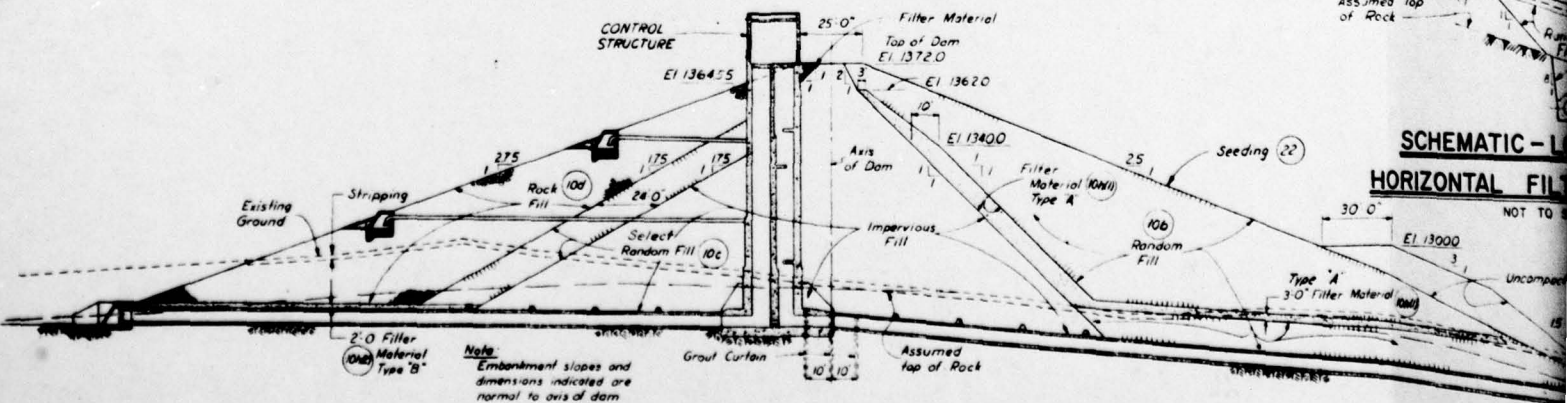 CONTROL
STRUCTURE
25'-0"
Filter Material
Top of Dam
El 1372.0
El 1364.55
El 1362.0
1
2
1
3
1
10'
El 1340.0
Axis
of Dam
1
1
Filter
Material 10h(1)
Type "A"
2.5
1
Seeding 22
Assumed Top
of Rock
SCHEMATIC - L
HORIZONTAL FIL
NOT TO
30'-0"
El 1300.0
3
1
Uncompa
2.75
1
1.75
1
1.75
1
Stripping
Existing
Ground
Rock 10d
Fill
24'-0"
Select
Random Fill 10c
Impervious
Fill
10b
Random
Fill
Type "A"
3'-0" Filter Material
2'-0 Filter
Material
Type "B"
Note:
Embankment slopes and
dimensions indicated are
normal to axis of dam
Grout Curtain
10'
10'
Assumed
top of Rock